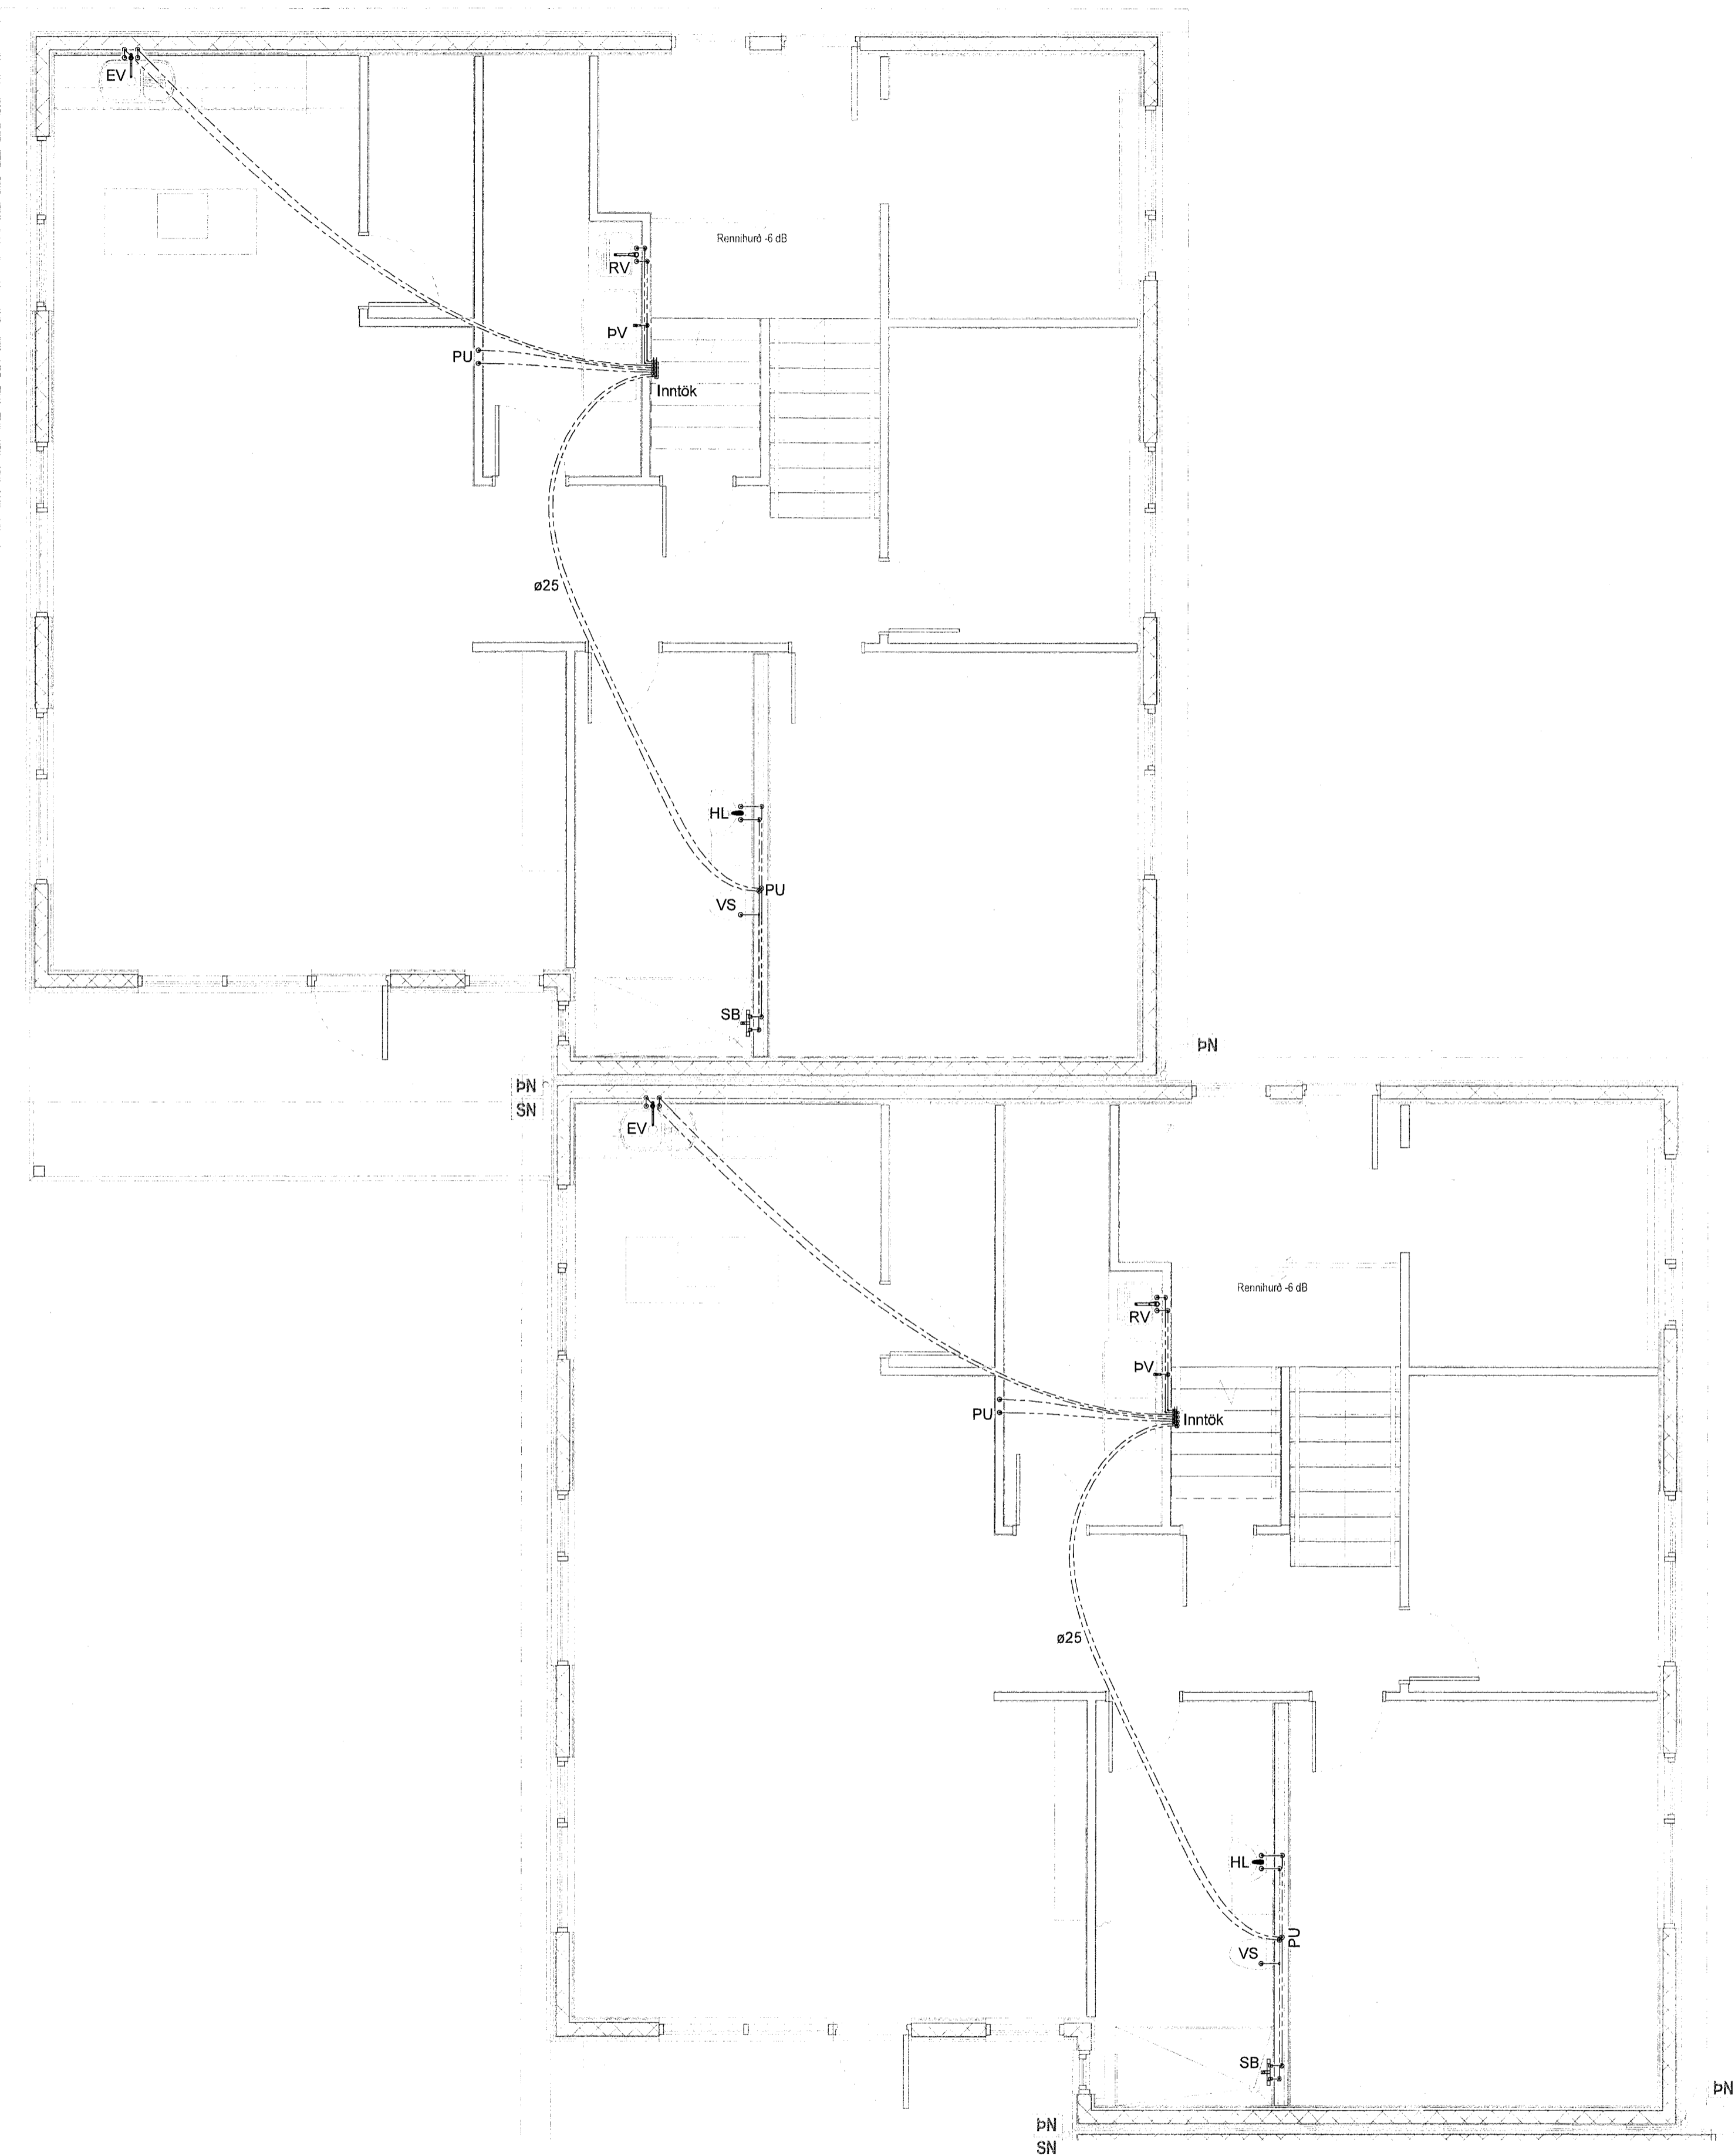 EV
Rennihurð -6 dB
RV
ÞV
PU
Inntök
ø25
HL
PU
VS
SB
ÞN
ÞN
SN
EV
Rennihurð -6 dB
RV
ÞV
PU
Inntök
ø25
HL
PU
VS
SB
ÞN
ÞN
SN